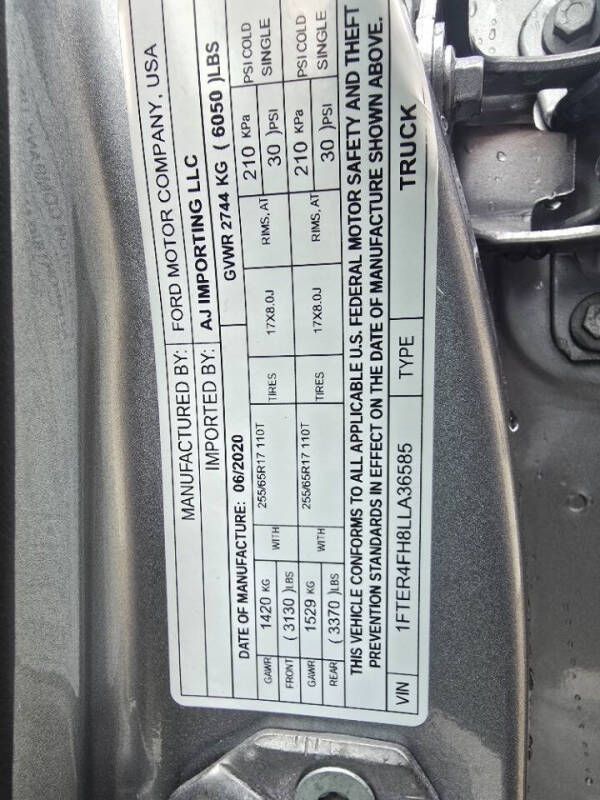 MANUFACTURED BY: FORD MOTOR COMPANY, USA
IMPORTED BY: AJ IMPORTING LLC
DATE OF MANUFACTURE: 06/2020 GVWR 2744 KG ( 6050 )LBS
GAWR 1420 KG WITH 255/65R17 110T TIRES 17X8.0J RIMS, AT 210 KPa PSI COLD
FRONT ( 3130 )LBS 30 )PSI SINGLE
GAWR 1529 KG WITH 255/65R17 110T TIRES 17X8.0J RIMS, AT 210 KPa PSI COLD
REAR ( 3370 )LBS 30 )PSI SINGLE
THIS VEHICLE CONFORMS TO ALL APPLICABLE U.S. FEDERAL MOTOR SAFETY AND THEFT
PREVENTION STANDARDS IN EFFECT ON THE DATE OF MANUFACTURE SHOWN ABOVE.
VIN 1FTER4FH8LLA36585 TYPE TRUCK